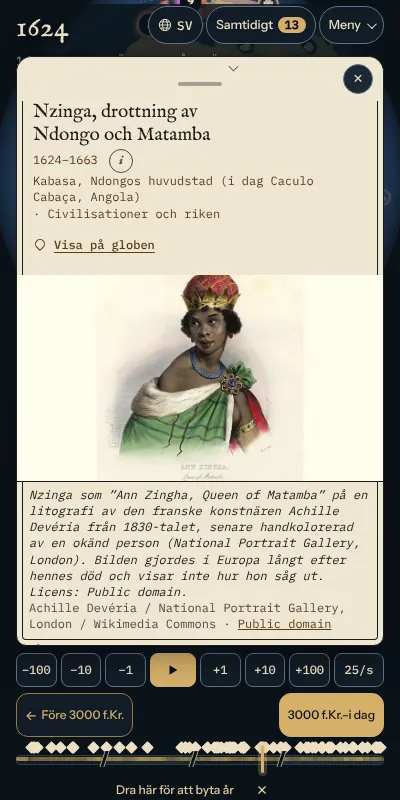 1624
SV
Samtidigt 13
Meny
Nzinga, drottning av
Ndongo och Matamba
1624–1663 i
Kabasa, Ndongos huvudstad (i dag Caculo
Cabaça, Angola)
· Civilisationer och riken
Visa på globen
ANN ZINGHA.
Queen of Matamba.
Nzinga som ”Ann Zingha, Queen of Matamba” på en
litografi av den franske konstnären Achille
Devéria från 1830-talet, senare handkolorerad
av en okänd person (National Portrait Gallery,
London). Bilden gjordes i Europa långt efter
hennes död och visar inte hur hon såg ut.
Licens: Public domain.
Achille Devéria / National Portrait Gallery,
London / Wikimedia Commons · Public domain
−100
−10
−1
+1
+10
+100
25/s
← Före 3000 f.Kr.
3000 f.Kr.–i dag
Dra här för att byta år ×